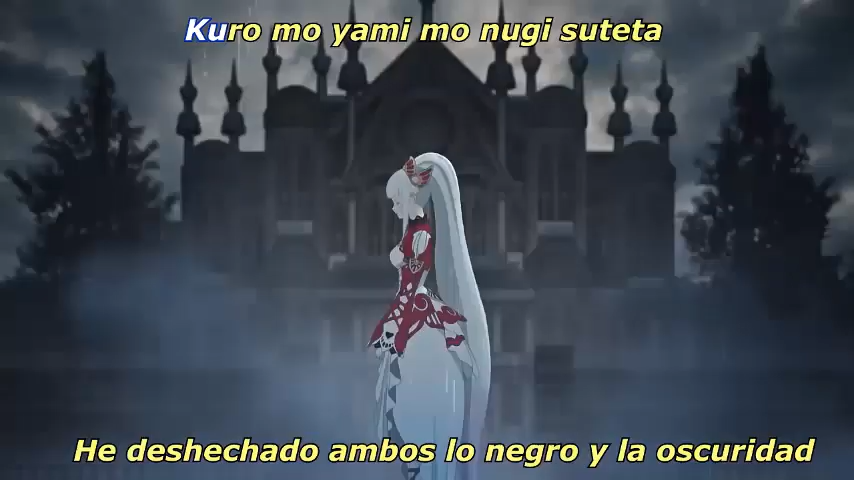 Kuro mo yami mo nugi suteta
He deshechado ambos lo negro y la oscuridad